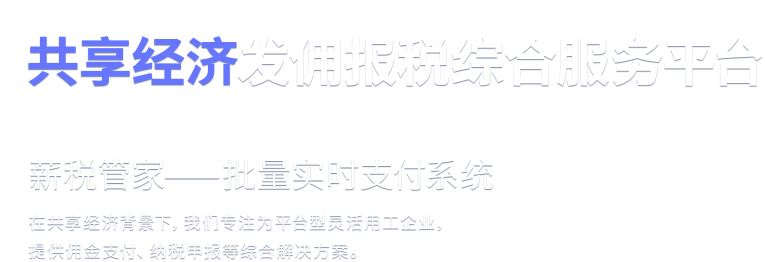 共享经济发佣报税综合服务平台
新税管家——批量实时支付系统
在共享经济背景下, 我们专注为平台型灵活用工企业,
提供佣金支付、纳税申报等综合解决方案。